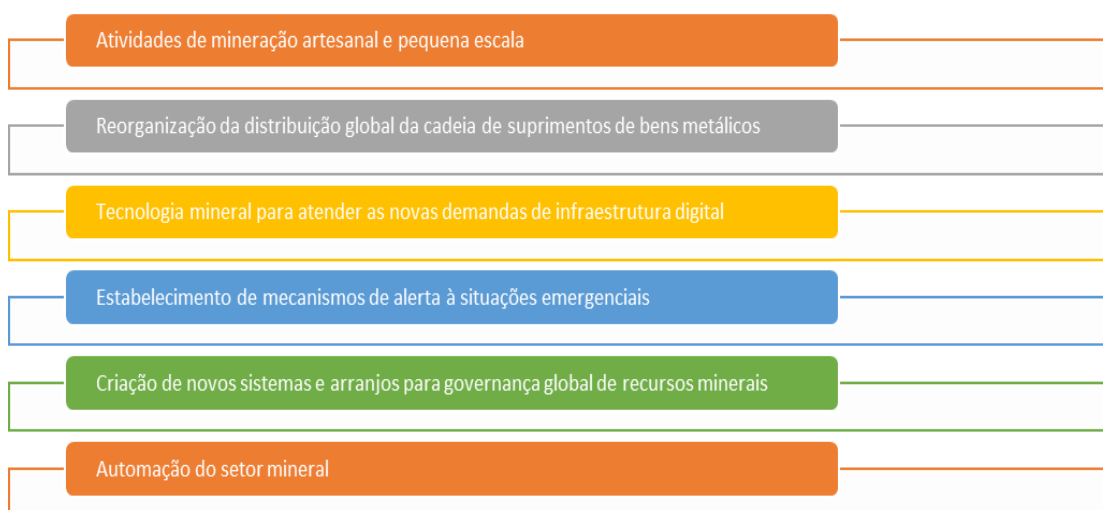 Atividades de mineração artesanal e pequena escala
Reorganização da distribuição global da cadeia de suprimentos de bens metálicos
Tecnologia mineral para atender as novas demandas de infraestrutura digital
Estabelecimento de mecanismos de alerta à situações emergenciais
Criação de novos sistemas e arranjos para governança global de recursos minerais
Automação do setor mineral